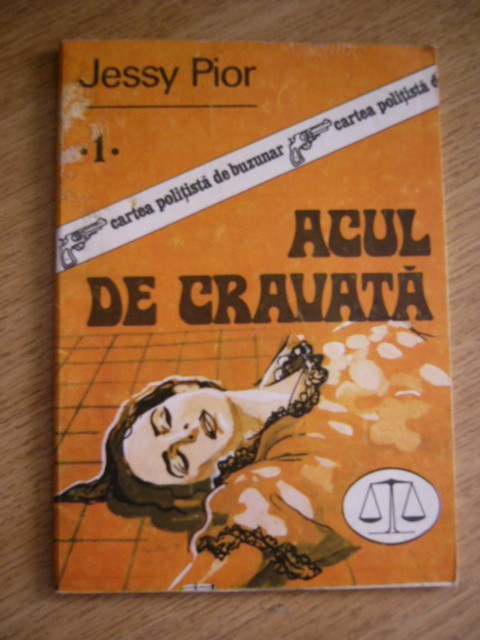 Jessy Pior
·1·
cartea polițistă de buzunar cartea polițistă d
ACUL
DE CRAVATĂ